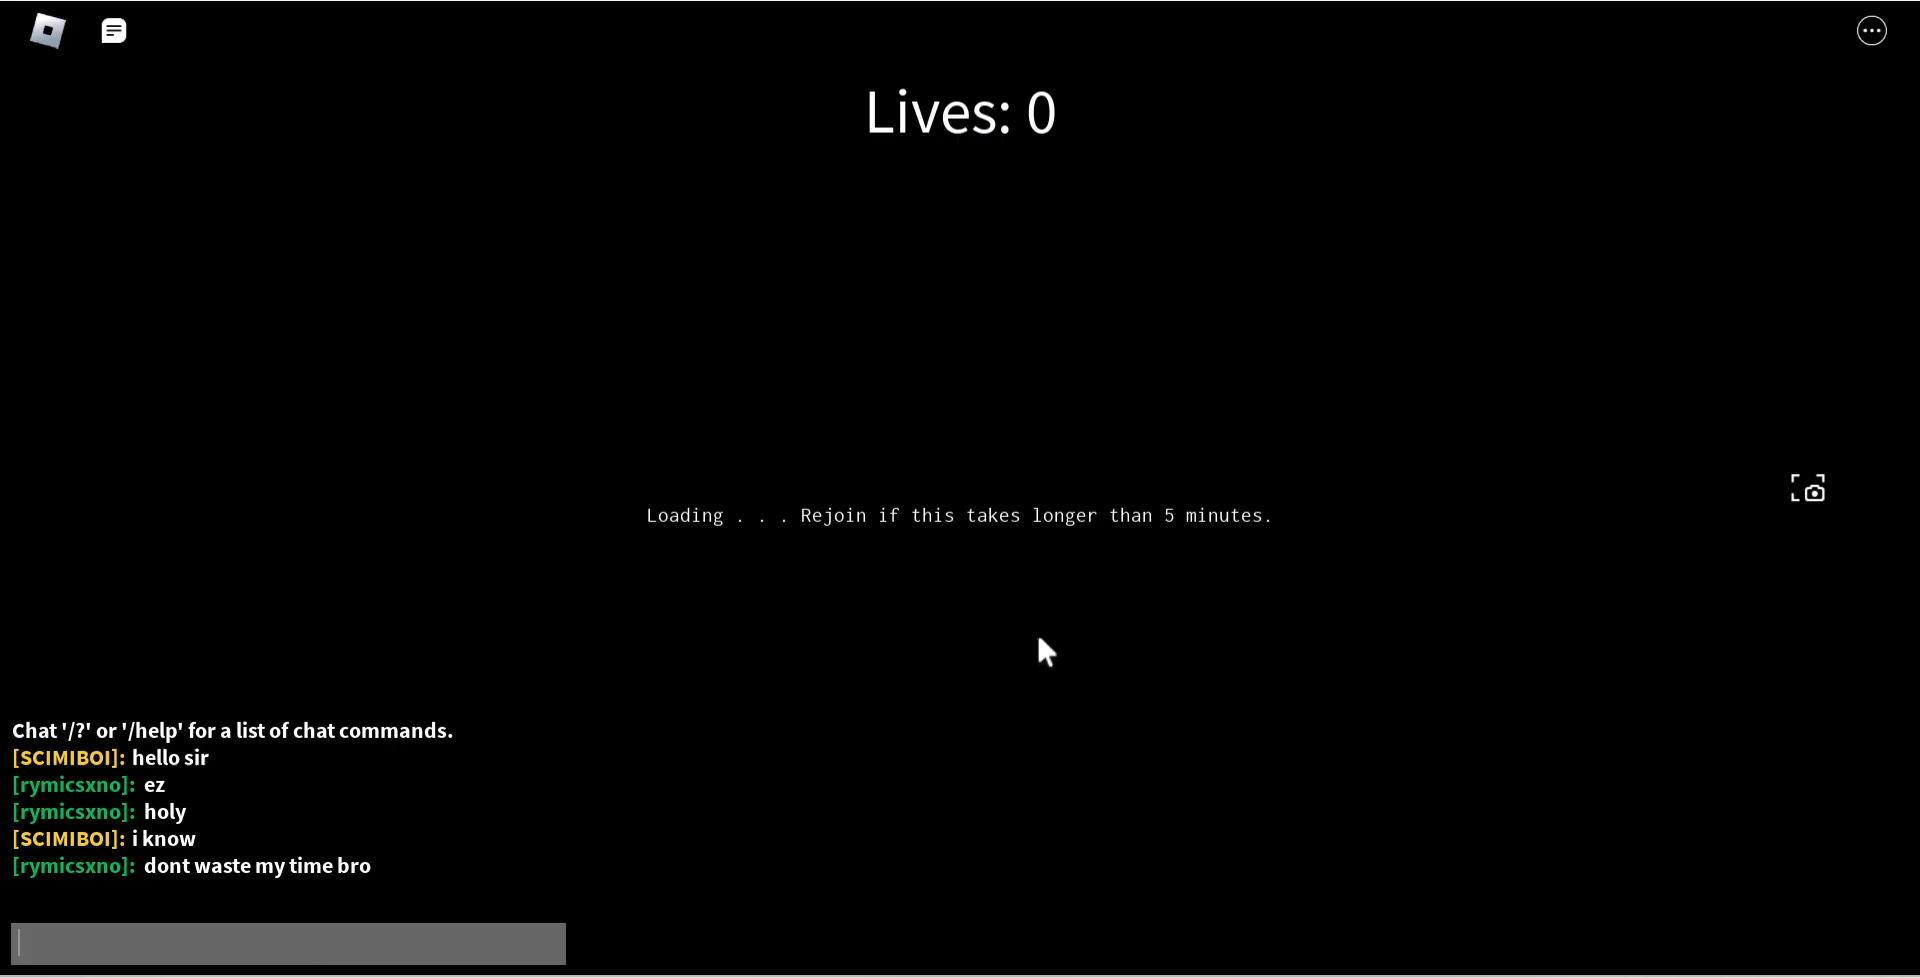 Lives: 0
Loading . . . Rejoin if this takes longer than 5 minutes.
Chat '/?' or '/help' for a list of chat commands.
[SCIMIBOI]: hello sir
[rymicsxno]: ez
[rymicsxno]: holy
[SCIMIBOI]: i know
[rymicsxno]: dont waste my time bro